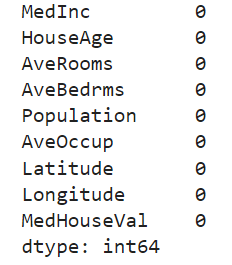 MedInc 0
HouseAge 0
AveRooms 0
AveBedrms 0
Population 0
AveOccup 0
Latitude 0
Longitude 0
MedHouseVal 0
dtype: int64